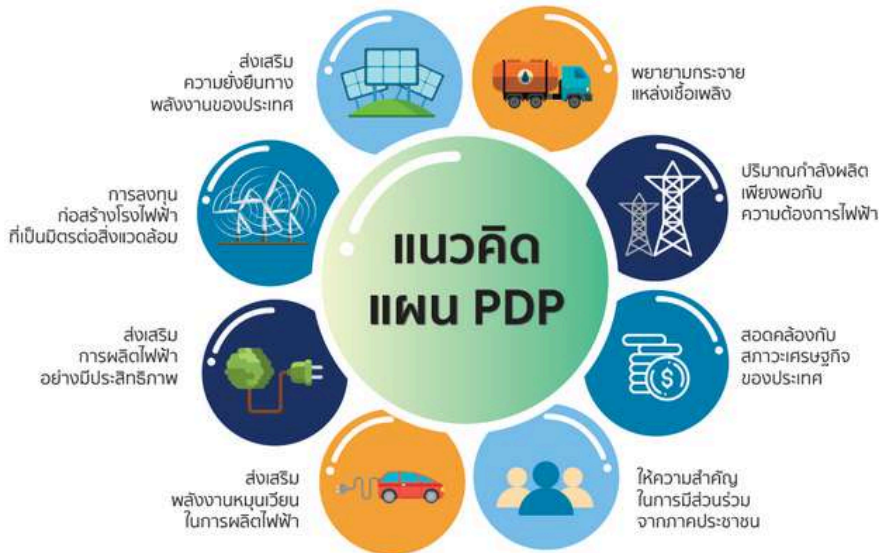 แนวคิด
แผน PDP
พยายามกระจาย
แหล่งเชื้อเพลิง
ปริมาณกำลังผลิต
เพียงพอกับ
ความต้องการไฟฟ้า
สอดคล้องกับ
สภาวะเศรษฐกิจ
ของประเทศ
ให้ความสำคัญ
ในการมีส่วนร่วม
จากภาคประชาชน
ส่งเสริม
พลังงานหมุนเวียน
ในการผลิตไฟฟ้า
ส่งเสริม
การผลิตไฟฟ้า
อย่างมีประสิทธิภาพ
การลงทุน
ก่อสร้างโรงไฟฟ้า
ที่เป็นมิตรต่อสิ่งแวดล้อม
ส่งเสริม
ความยั่งยืนทาง
พลังงานของประเทศ
$